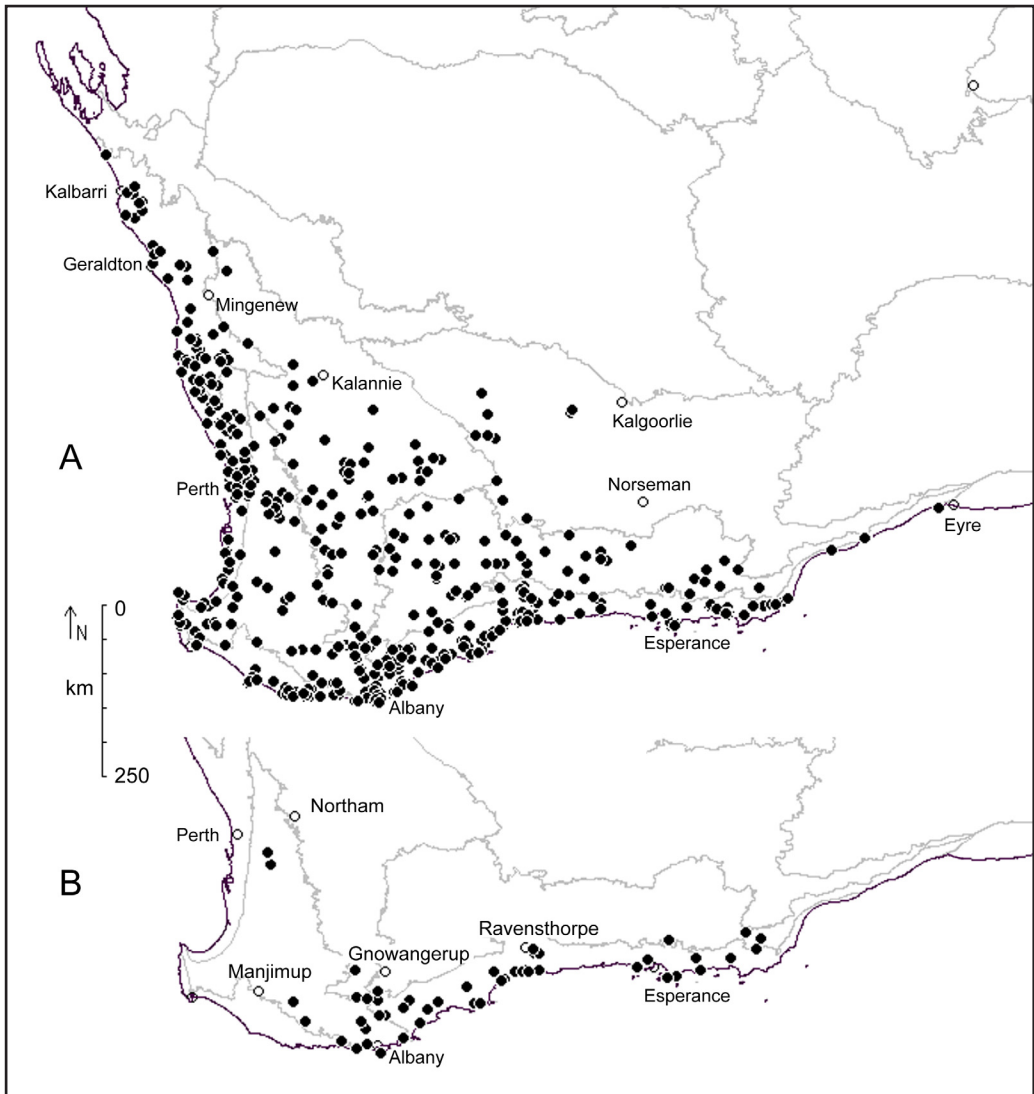 Kalbarri
Geraldton
Mingenew
Kalannie
Kalgoorlie
A
Perth
Norseman
Eyre
0
N
km
Esperance
Albany
250
Northam
Perth
B
Ravensthorpe
Gnowangerup
Manjimup
Esperance
Albany